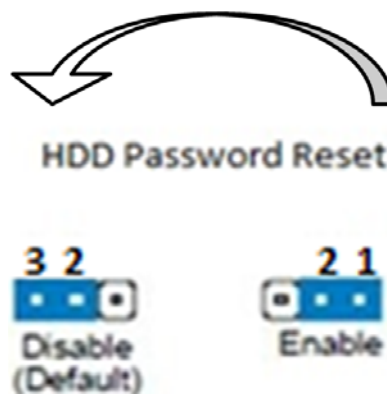 HDD Password Reset
3 2
2 1
Disable
Enable
(Default)